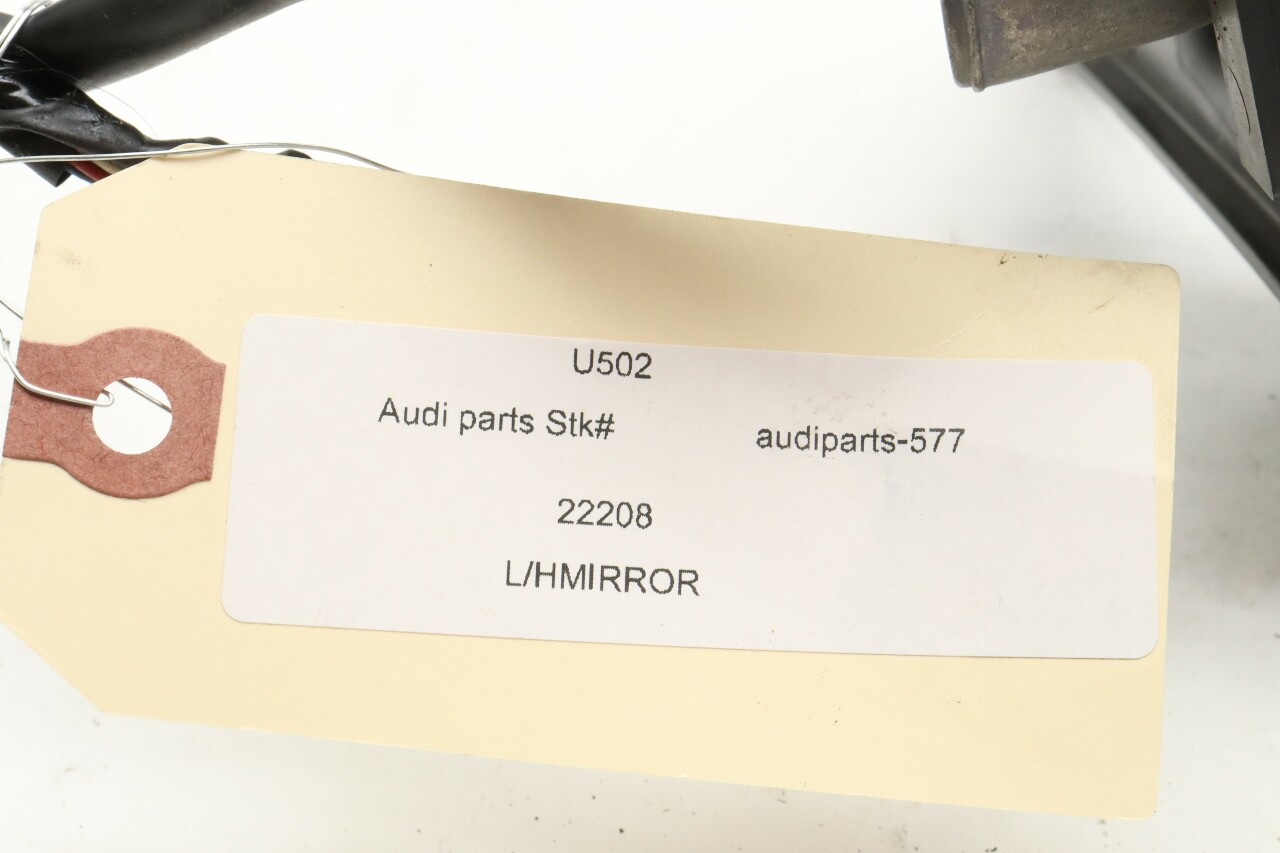 U502
Audi parts Stk# audiparts-577
22208
L/HMIRROR